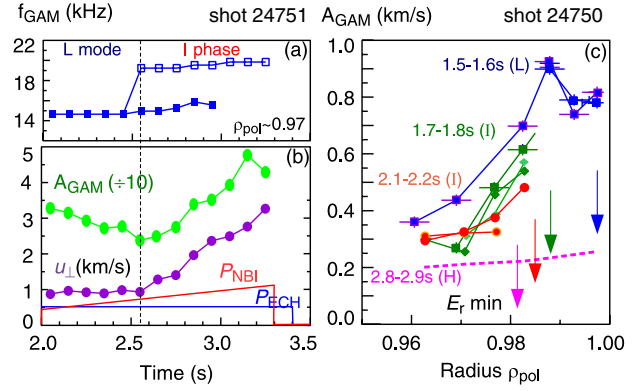 f_GAM (kHz)
shot 24751
22
18
14
L mode
I phase
(a)
ρ_pol~0.97
5
4
3
2
1
0
(b)
A_GAM (÷10)
u_⊥(km/s)
P_NBI
P_ECH
2.0
2.5
3.0
3.5
Time (s)
A_GAM (km/s)
shot 24750
1.0
0.8
0.6
0.4
0.2
0.0
(c)
1.5-1.6s (L)
1.7-1.8s (I)
2.1-2.2s (I)
2.8-2.9s (H)
E_r min
0.96
0.98
1.00
Radius ρ_pol